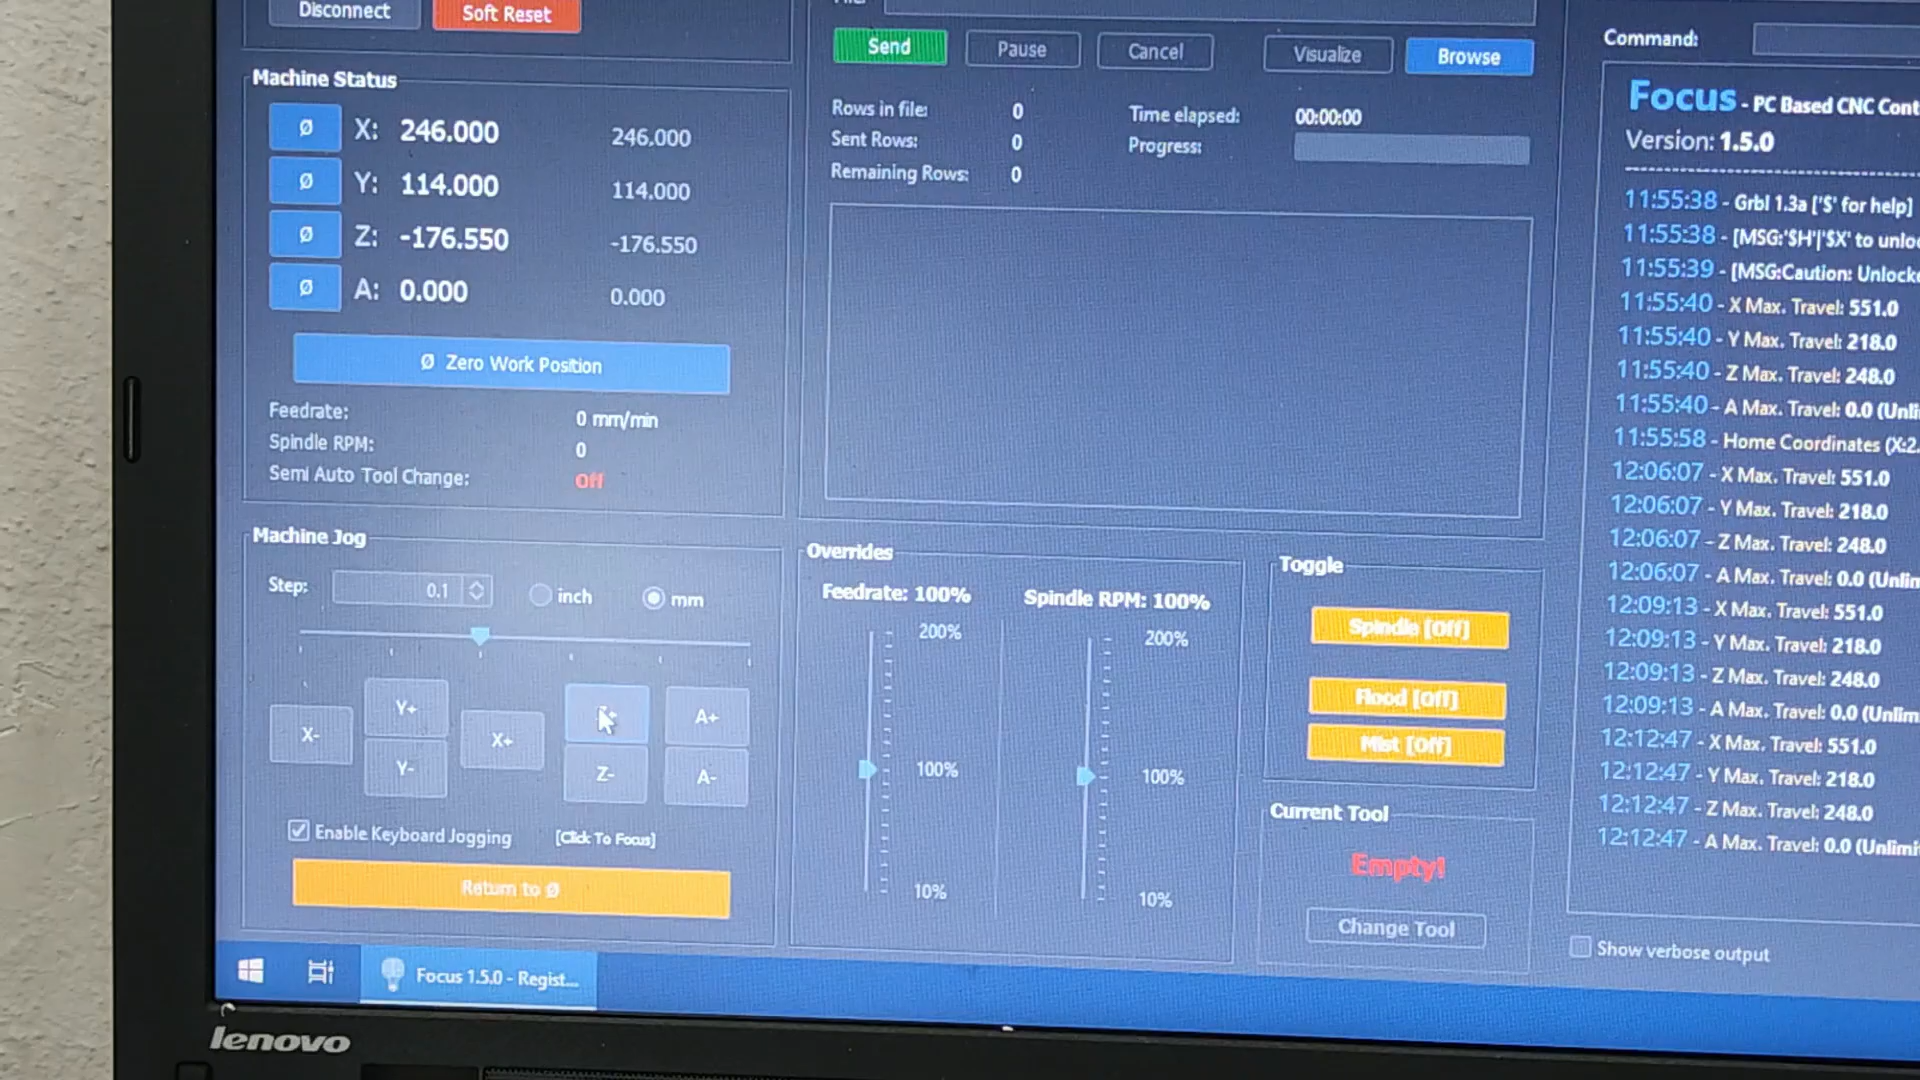 Disconnect
Soft Reset
Machine Status
Ø X: 246.000 246.000
Ø Y: 114.000 114.000
Ø Z: -176.550 -176.550
Ø A: 0.000 0.000
Ø Zero Work Position
Feedrate: 0 mm/min
Spindle RPM: 0
Semi Auto Tool Change: Off
Machine Jog
Step: 0.1 inch mm
X-
Y+
Y-
X+
Z-
A+
A-
Enable Keyboard Jogging [Click To Focus]
Return to Ø
Send Pause Cancel Visualize Browse
Rows in file: 0
Sent Rows: 0
Remaining Rows: 0
Time elapsed: 00:00:00
Progress:
Overrides
Feedrate: 100% Spindle RPM: 100%
200% 200%
100% 100%
10% 10%
Toggle
Spindle [Off]
Flood [Off]
Mist [Off]
Current Tool
Empty!
Change Tool
Command:
Focus - PC Based CNC Cont
Version: 1.5.0
11:55:38 - Grbl 1.3a ['$' for help]
11:55:38 - [MSG:'$H'|'$X' to unlo
11:55:39 - [MSG:Caution: Unlocke
11:55:40 - X Max. Travel: 551.0
11:55:40 - Y Max. Travel: 218.0
11:55:40 - Z Max. Travel: 248.0
11:55:40 - A Max. Travel: 0.0 (Unli
11:55:58 - Home Coordinates (X:2.
12:06:07 - X Max. Travel: 551.0
12:06:07 - Y Max. Travel: 218.0
12:06:07 - Z Max. Travel: 248.0
12:06:07 - A Max. Travel: 0.0 (Unlim
12:09:13 - X Max. Travel: 551.0
12:09:13 - Y Max. Travel: 218.0
12:09:13 - Z Max. Travel: 248.0
12:09:13 - A Max. Travel: 0.0 (Unlim
12:12:47 - X Max. Travel: 551.0
12:12:47 - Y Max. Travel: 218.0
12:12:47 - Z Max. Travel: 248.0
12:12:47 - A Max. Travel: 0.0 (Unlimi
Show verbose output
Focus 1.5.0 - Regist...
lenovo